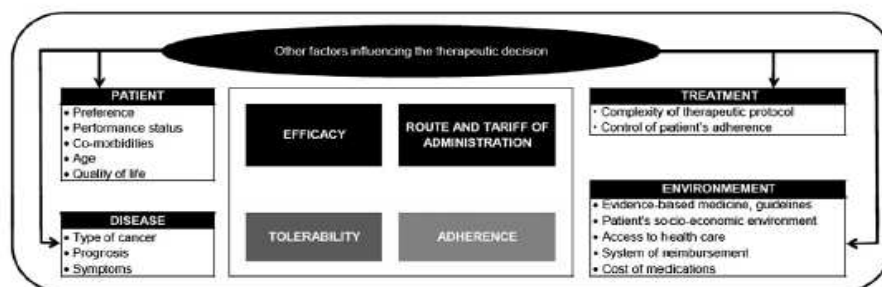 Other factors influencing the therapeutic decision
PATIENT
• Preference
• Performance status
• Co-morbidities
• Age
• Quality of life
DISEASE
• Type of cancer
• Prognosis
• Symptoms
EFFICACY
ROUTE AND TARIFF OF
ADMINISTRATION
TOLERABILITY
ADHERENCE
TREATMENT
• Complexity of therapeutic protocol
• Control of patient's adherence
ENVIRONMEMENT
• Evidence-based medicine, guidelines
• Patient's socio-economic environment
• Access to health care
• System of reimbursement
• Cost of medications